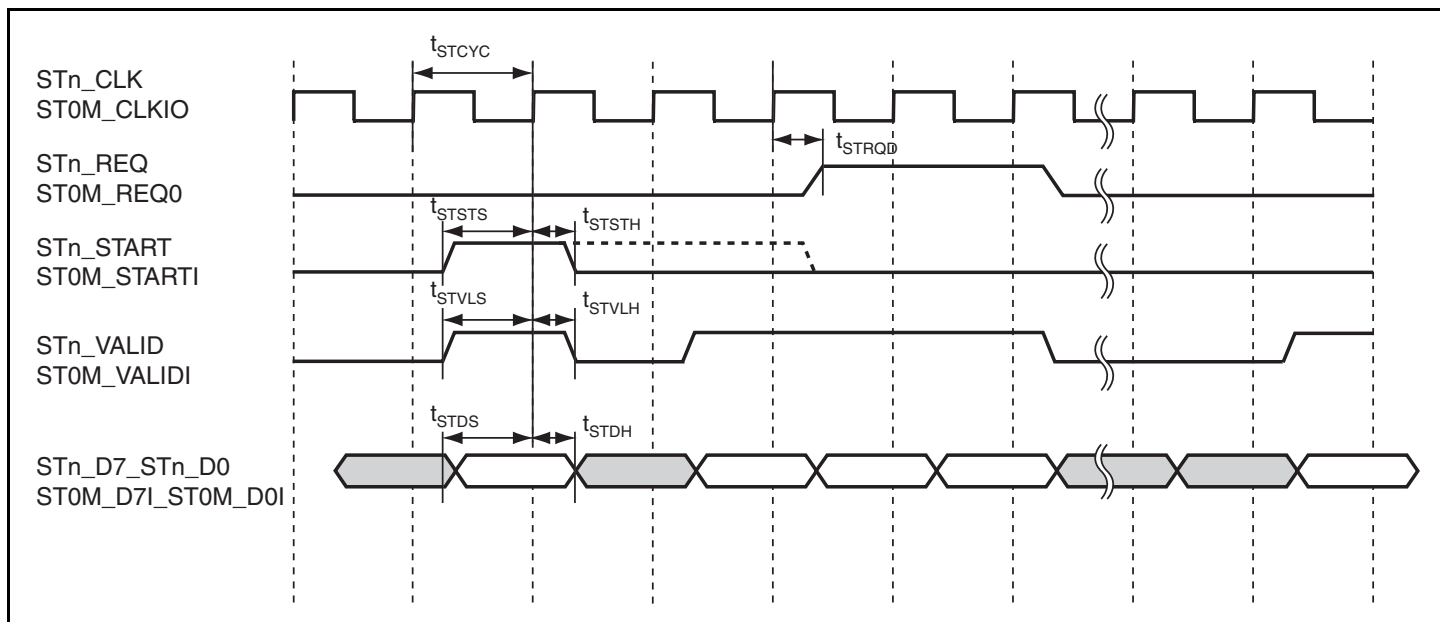 tSTCYC
STn_CLK
ST0M_CLKIO
tSTRQD
STn_REQ
ST0M_REQ0
tSTSTS
tSTSTH
STn_START
ST0M_STARTI
tSTVLS
tSTVLH
STn_VALID
ST0M_VALIDI
tSTDS
tSTDH
STn_D7_STn_D0
ST0M_D7I_ST0M_D0I